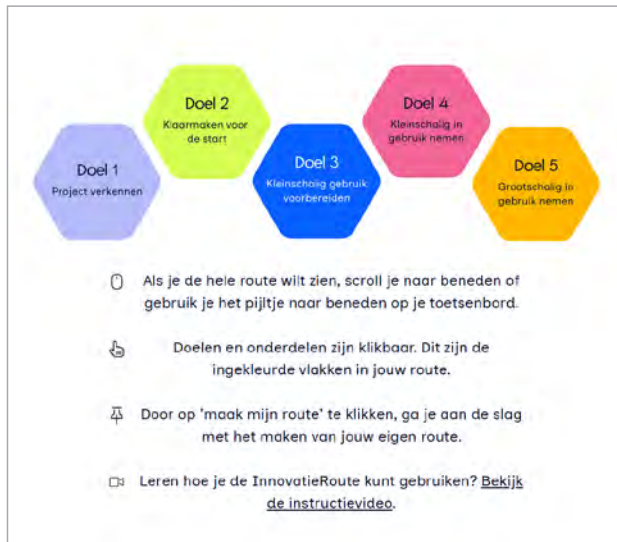 Doel 1
Project verkennen
Doel 2
Klaarmaken voor
de start
Doel 3
Kleinschalig gebruik
voorbereiden
Doel 4
Kleinschalig in
gebruik nemen
Doel 5
Grootschalig in
gebruik nemen
Als je de hele route wilt zien, scroll je naar beneden of
gebruik je het pijltje naar beneden op je toetsenbord.
Doelen en onderdelen zijn klikbaar. Dit zijn de
ingekleurde vlakken in jouw route.
Door op 'maak mijn route' te klikken, ga je aan de slag
met het maken van jouw eigen route.
Leren hoe je de InnovatieRoute kunt gebruiken? Bekijk
de instructievideo.